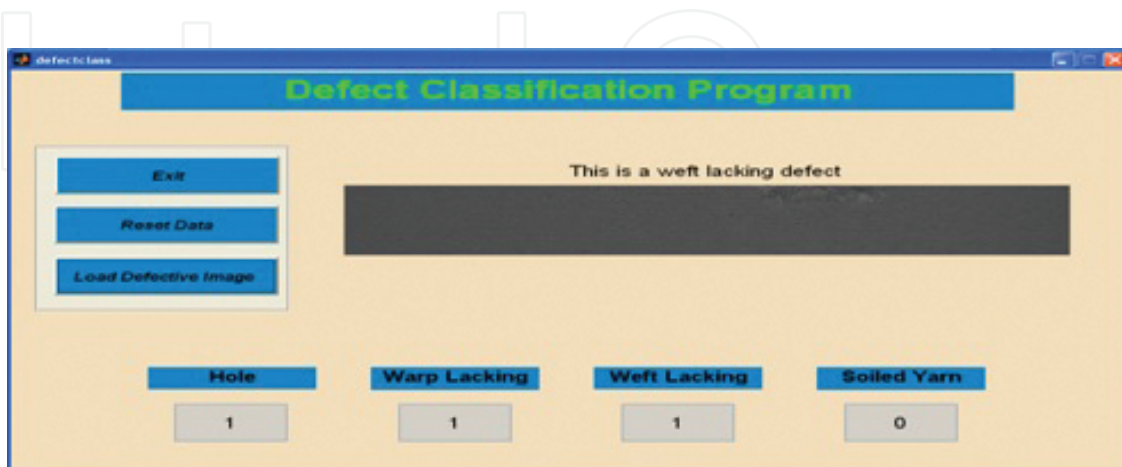 defectclass
Defect Classification Program
Exit
Reset Data
Load Defective Image
This is a weft lacking defect
Hole Warp Lacking Weft Lacking Soiled Yarn
1 1 1 0